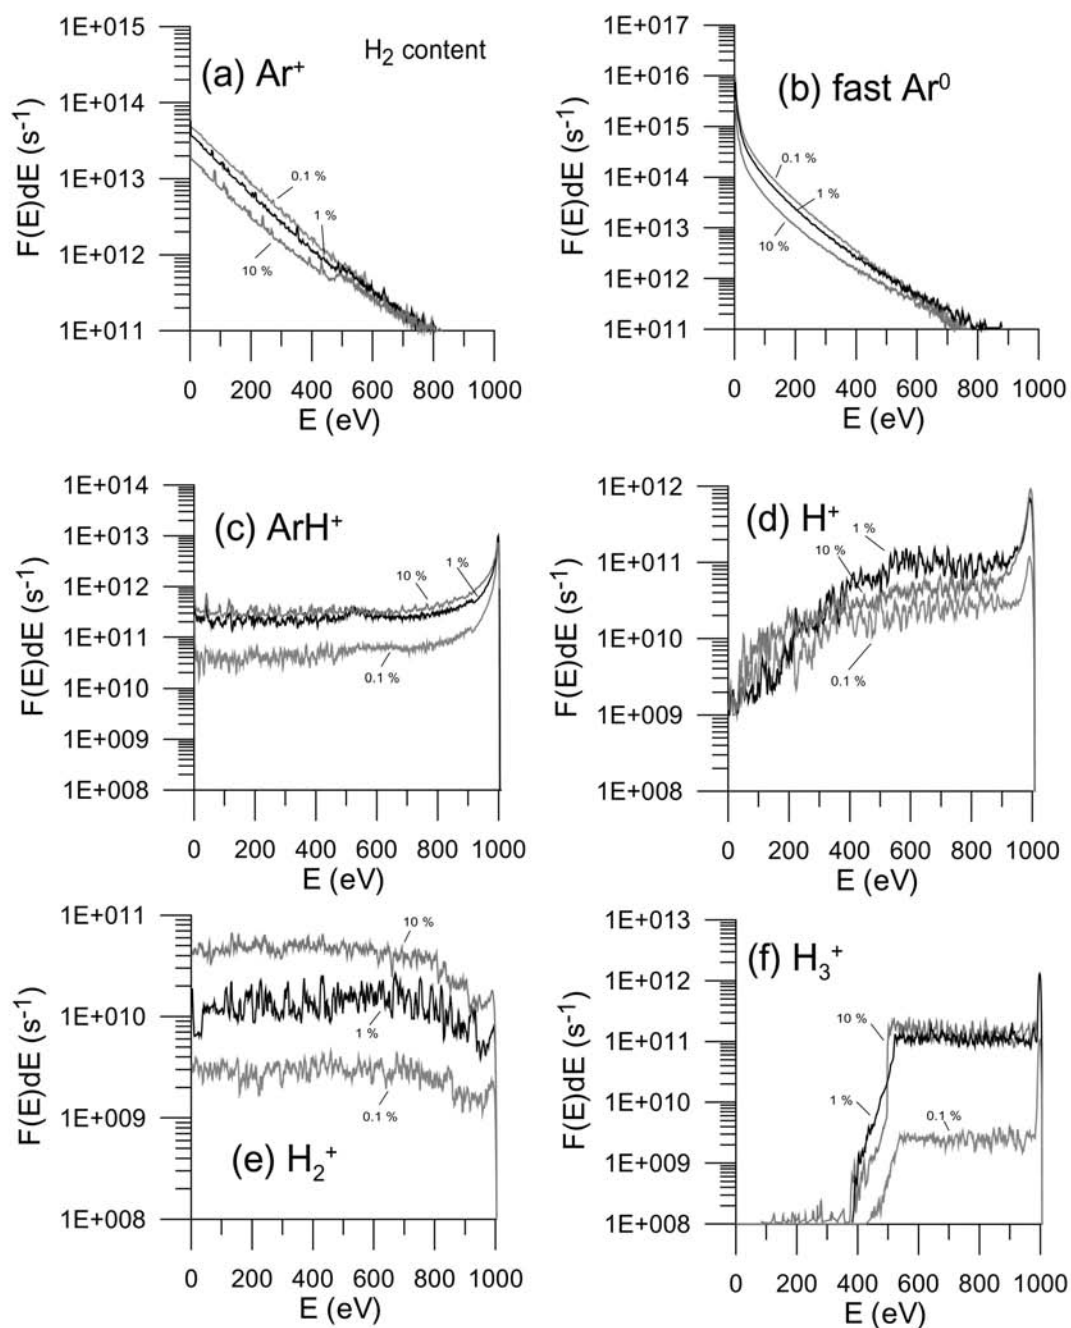 (a) Ar⁺
H₂ content
F(E)dE (s⁻¹)
1E+015
1E+014
1E+013
1E+012
1E+011
0.1 %
1 %
10 %
0 200 400 600 800 1000
E (eV)
(b) fast Ar⁰
F(E)dE (s⁻¹)
1E+017
1E+016
1E+015
1E+014
1E+013
1E+012
1E+011
0.1 %
1 %
10 %
0 200 400 600 800 1000
E (eV)
(c) ArH⁺
F(E)dE (s⁻¹)
1E+014
1E+013
1E+012
1E+011
1E+010
1E+009
1E+008
1 %
10 %
0.1 %
0 200 400 600 800 1000
E (eV)
(d) H⁺
F(E)dE (s⁻¹)
1E+012
1E+011
1E+010
1E+009
1E+008
1 %
10 %
0.1 %
0 200 400 600 800 1000
E (eV)
(e) H₂⁺
F(E)dE (s⁻¹)
1E+011
1E+010
1E+009
1E+008
10 %
1 %
0.1 %
0 200 400 600 800 1000
E (eV)
(f) H₃⁺
F(E)dE (s⁻¹)
1E+013
1E+012
1E+011
1E+010
1E+009
1E+008
10 %
1 %
0.1 %
0 200 400 600 800 1000
E (eV)